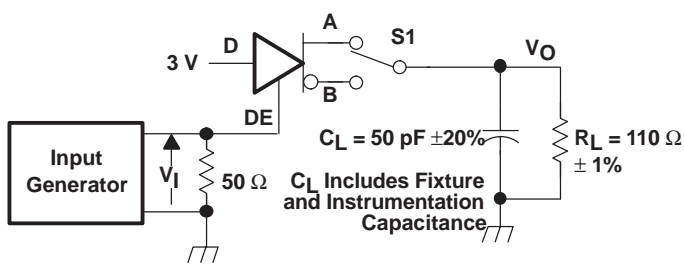 A
S1
D
3 V
VO
B
DE
CL = 50 pF ±20%
RL = 110 Ω
± 1%
Input
Generator
VI
50 Ω
CL Includes Fixture
and Instrumentation
Capacitance